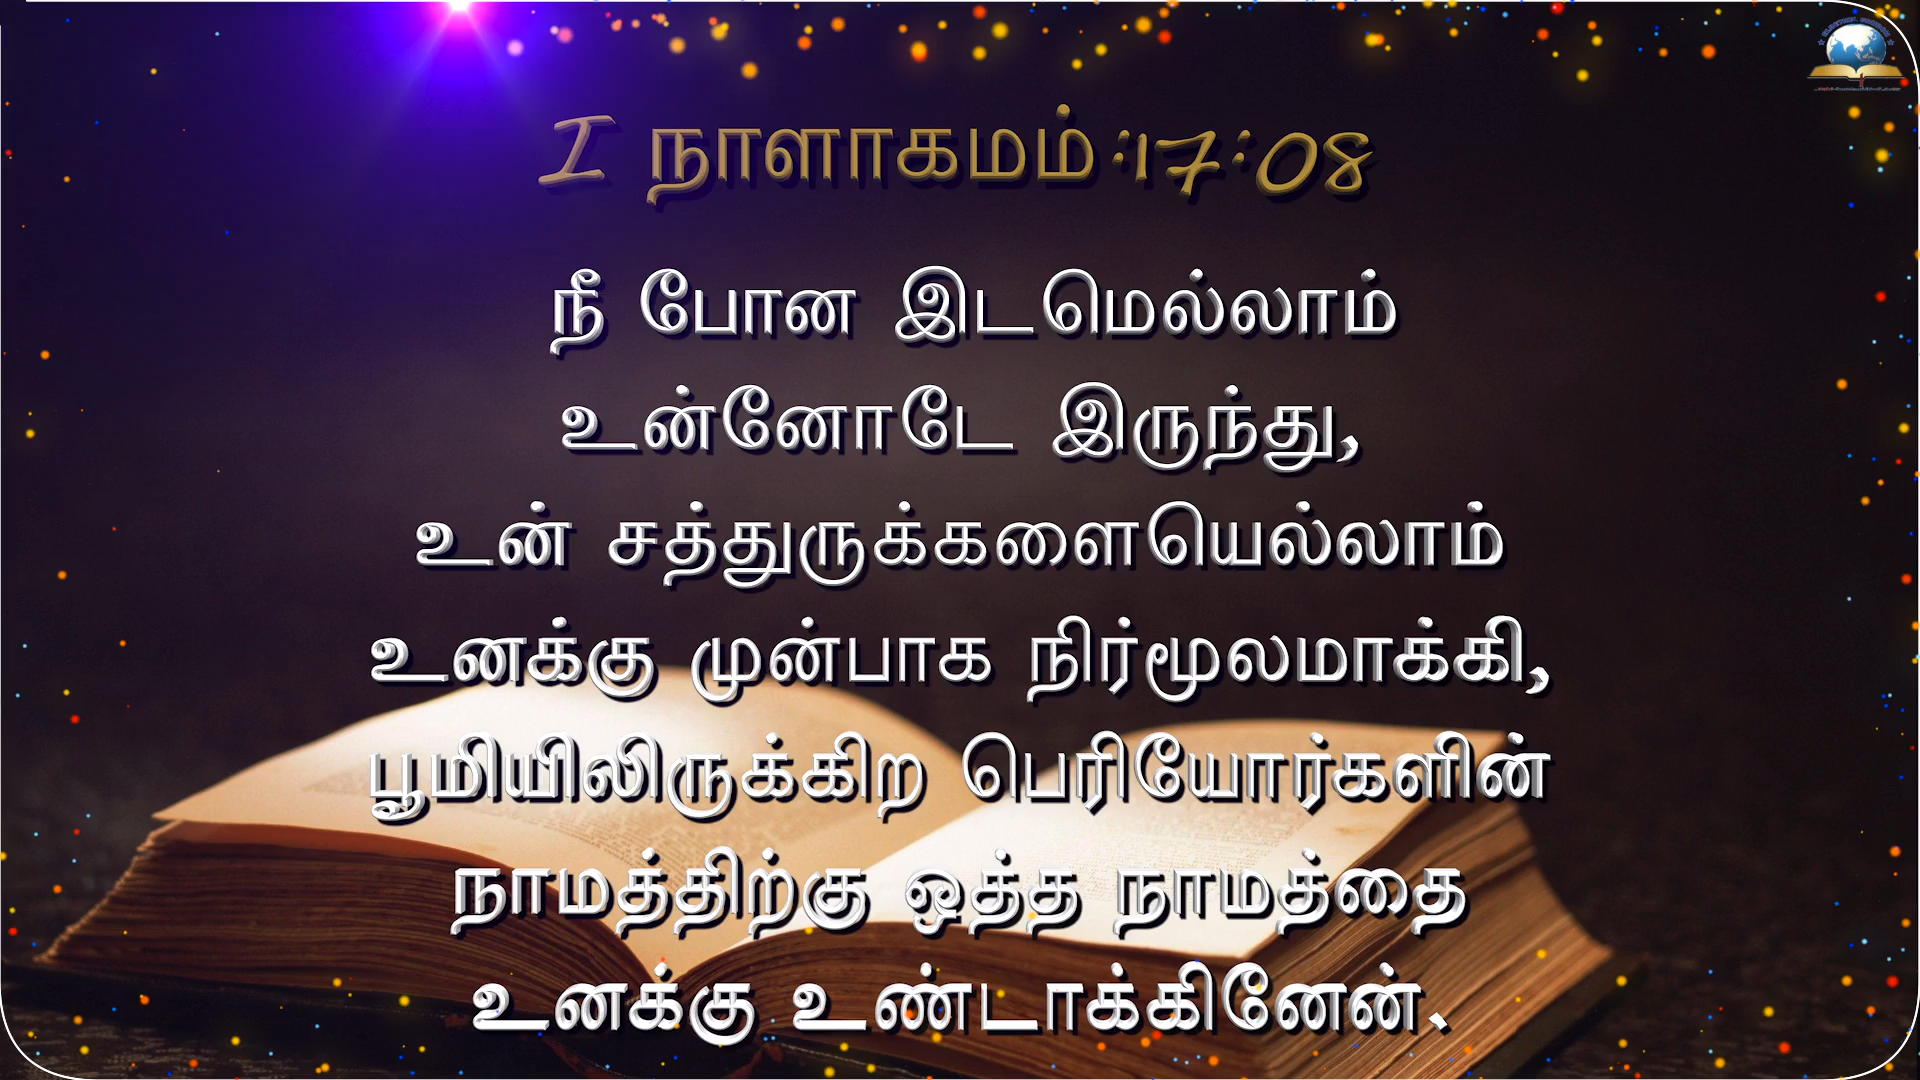 I நாளாகமம்:17:08
நீ போன இடமெல்லாம்
உன்னோடே இருந்து,
உன் சத்துருக்களையெல்லாம்
உனக்கு முன்பாக நிர்மூலமாக்கி,
பூமியிலிருக்கிற பெரியோர்களின்
நாமத்திற்கு ஒத்த நாமத்தை
உனக்கு உண்டாக்கினேன்.